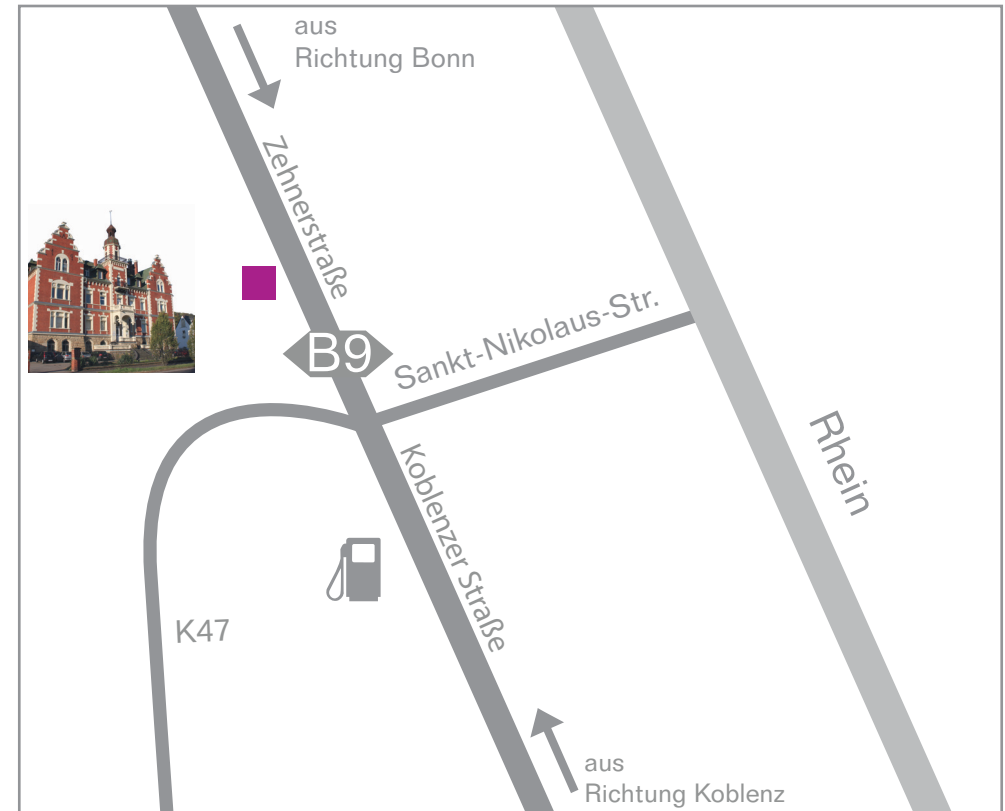 aus
Richtung Bonn
Zehnerstraße
B9
Sankt-Nikolaus-Str.
Rhein
Koblenzer Straße
K47
aus
Richtung Koblenz